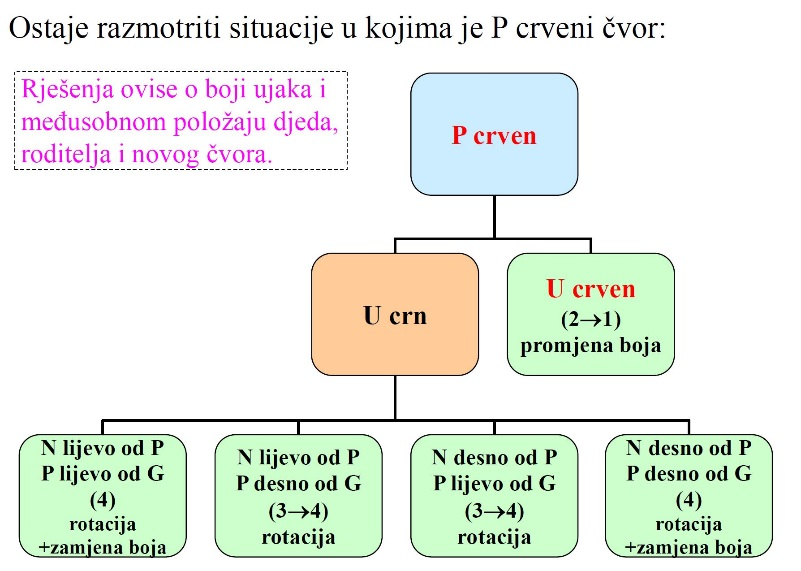 Ostaje razmotriti situacije u kojima je P crveni čvor:
Rješenja ovise o boji ujaka i
međusobnom položaju djeda,
roditelja i novog čvora.
P crven
U crn
U crven
(2→1)
promjena boja
N lijevo od P
P lijevo od G
(4)
rotacija
+zamjena boja
N lijevo od P
P desno od G
(3→4)
rotacija
N desno od P
P lijevo od G
(3→4)
rotacija
N desno od P
P desno od G
(4)
rotacija
+zamjena boja